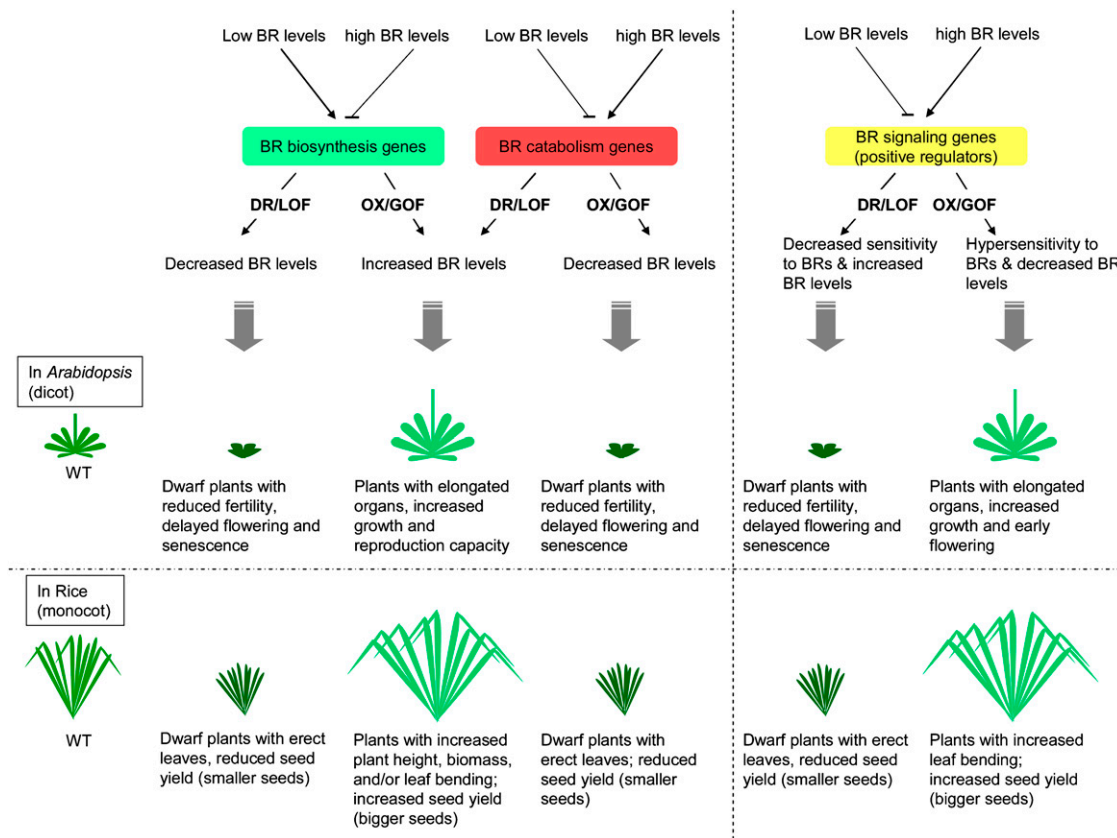 Low BR levels
high BR levels
Low BR levels
high BR levels
Low BR levels
high BR levels
BR biosynthesis genes
BR catabolism genes
BR signaling genes
(positive regulators)
DR/LOF
OX/GOF
DR/LOF
OX/GOF
DR/LOF
OX/GOF
Decreased BR levels
Increased BR levels
Decreased BR levels
Decreased sensitivity
to BRs & increased
BR levels
Hypersensitivity to
BRs & decreased BR
levels
In Arabidopsis
(dicot)
WT
Dwarf plants with
reduced fertility,
delayed flowering and
senescence
Plants with elongated
organs, increased
growth and
reproduction capacity
Dwarf plants with
reduced fertility,
delayed flowering and
senescence
Dwarf plants with
reduced fertility,
delayed flowering and
senescence
Plants with elongated
organs, increased
growth and early
flowering
In Rice
(monocot)
WT
Dwarf plants with erect
leaves, reduced seed
yield (smaller seeds)
Plants with increased
plant height, biomass,
and/or leaf bending;
increased seed yield
(bigger seeds)
Dwarf plants with
erect leaves; reduced
seed yield (smaller
seeds)
Dwarf plants with erect
leaves, reduced seed
yield (smaller seeds)
Plants with increased
leaf bending;
increased seed yield
(bigger seeds)